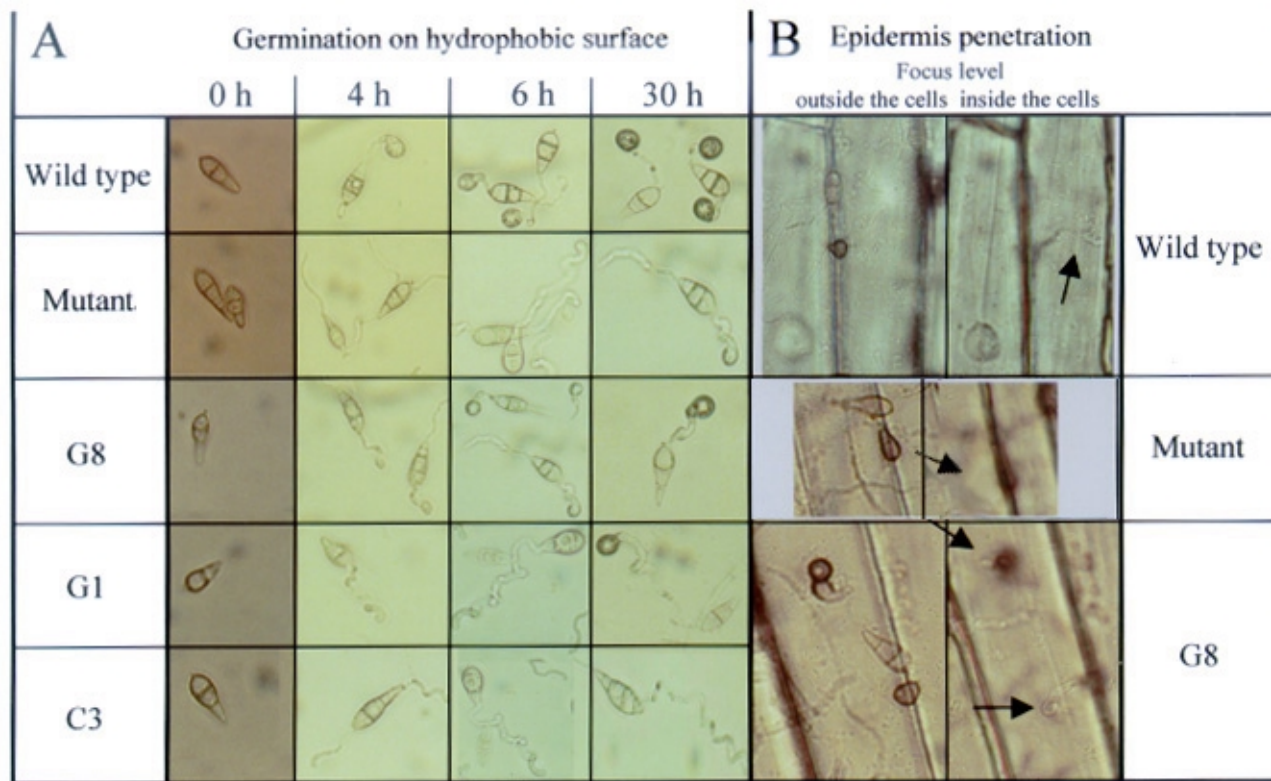 A Germination on hydrophobic surface
0 h 4 h 6 h 30 h
Wild type
Mutant.
G8
G1
C3
B Epidermis penetration
Focus level
outside the cells inside the cells
Wild type
Mutant
G8